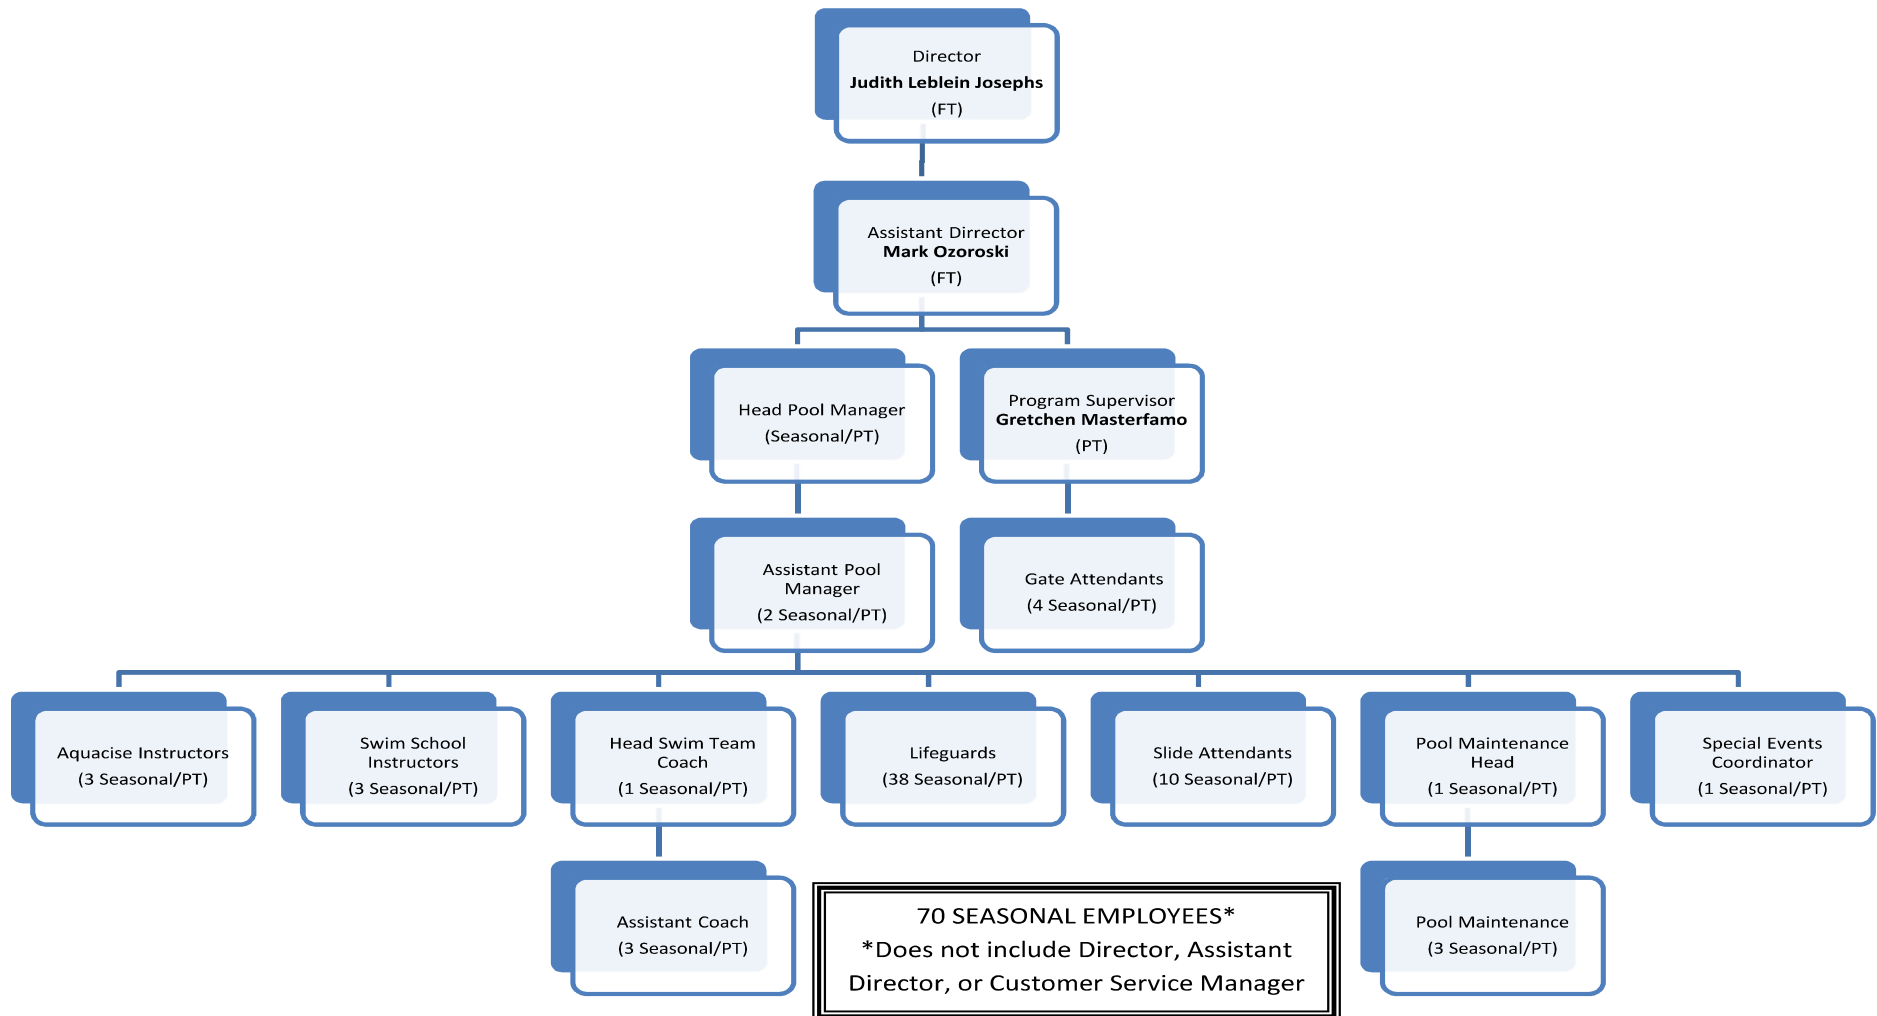 Director
Judith Leblein Josephs
(FT)
Assistant Dirrector
Mark Ozoroski
(FT)
Head Pool Manager
(Seasonal/PT)
Program Supervisor
Gretchen Masterfamo
(PT)
Assistant Pool
Manager
(2 Seasonal/PT)
Gate Attendants
(4 Seasonal/PT)
Aquacise Instructors
(3 Seasonal/PT)
Swim School
Instructors
(3 Seasonal/PT)
Head Swim Team
Coach
(1 Seasonal/PT)
Lifeguards
(38 Seasonal/PT)
Slide Attendants
(10 Seasonal/PT)
Pool Maintenance
Head
(1 Seasonal/PT)
Special Events
Coordinator
(1 Seasonal/PT)
Assistant Coach
(3 Seasonal/PT)
70 SEASONAL EMPLOYEES*
*Does not include Director, Assistant
Director, or Customer Service Manager
Pool Maintenance
(3 Seasonal/PT)